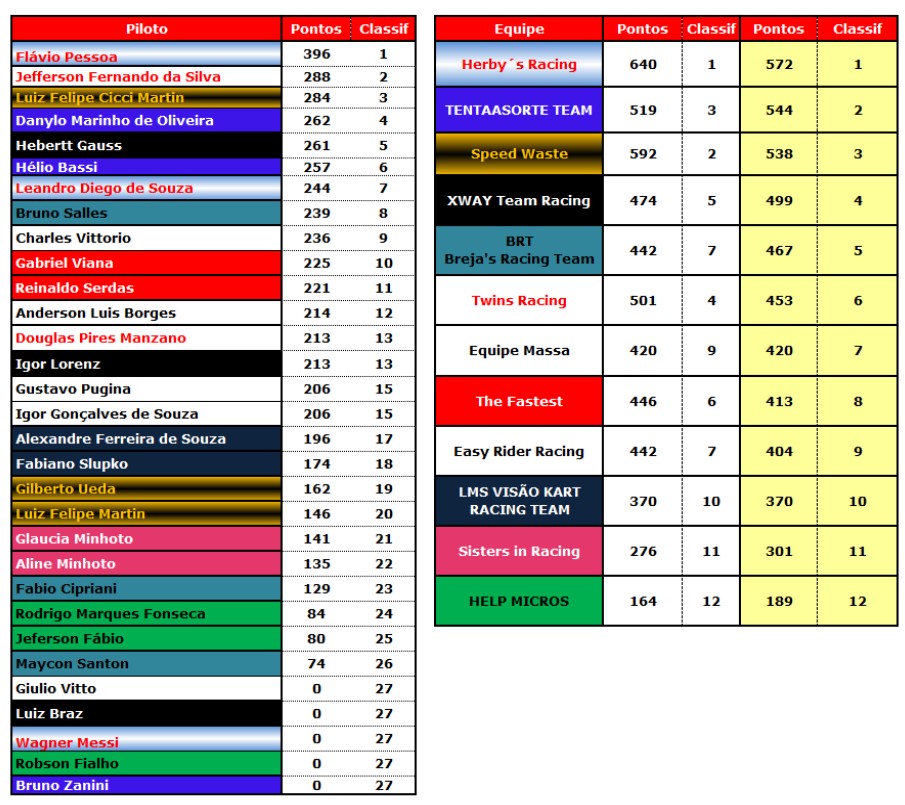 Piloto Pontos Classif
Flávio Pessoa 396 1
Jefferson Fernando da Silva 288 2
Luiz Felipe Cicci Martin 284 3
Danylo Marinho de Oliveira 262 4
Hebertt Gauss 261 5
Hélio Bassi 257 6
Leandro Diego de Souza 244 7
Bruno Salles 239 8
Charles Vittorio 236 9
Gabriel Viana 225 10
Reinaldo Serdas 221 11
Anderson Luis Borges 214 12
Douglas Pires Manzano 213 13
Igor Lorenz 213 13
Gustavo Pugina 206 15
Igor Gonçalves de Souza 206 15
Alexandre Ferreira de Souza 196 17
Fabiano Slupko 174 18
Gilberto Ueda 162 19
Luiz Felipe Martin 146 20
Glaucia Minhoto 141 21
Aline Minhoto 135 22
Fabio Cipriani 129 23
Rodrigo Marques Fonseca 84 24
Jeferson Fábio 80 25
Maycon Santon 74 26
Giulio Vitto 0 27
Luiz Braz 0 27
Wagner Messi 0 27
Robson Fialho 0 27
Bruno Zanini 0 27
Equipe Pontos Classif Pontos Classif
Herby´s Racing 640 1 572 1
TENTAASORTE TEAM 519 3 544 2
Speed Waste 592 2 538 3
XWAY Team Racing 474 5 499 4
BRT
Breja's Racing Team 442 7 467 5
Twins Racing 501 4 453 6
Equipe Massa 420 9 420 7
The Fastest 446 6 413 8
Easy Rider Racing 442 7 404 9
LMS VISÃO KART
RACING TEAM 370 10 370 10
Sisters in Racing 276 11 301 11
HELP MICROS 164 12 189 12